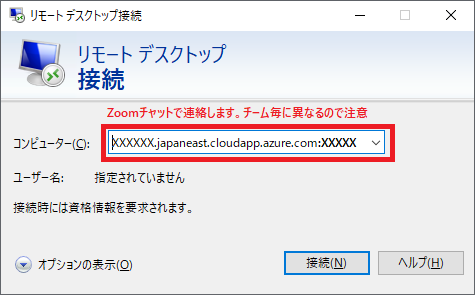 リモート デスクトップ接続
リモート デスクトップ
接続
Zoomチャットで連絡します。チーム毎に異なるので注意
コンピューター(C):
XXXXXX.japaneast.cloudapp.azure.com:XXXXX
ユーザー名: 指定されていません
接続時には資格情報を要求されます。
オプションの表示(O)
接続(N)
ヘルプ(H)